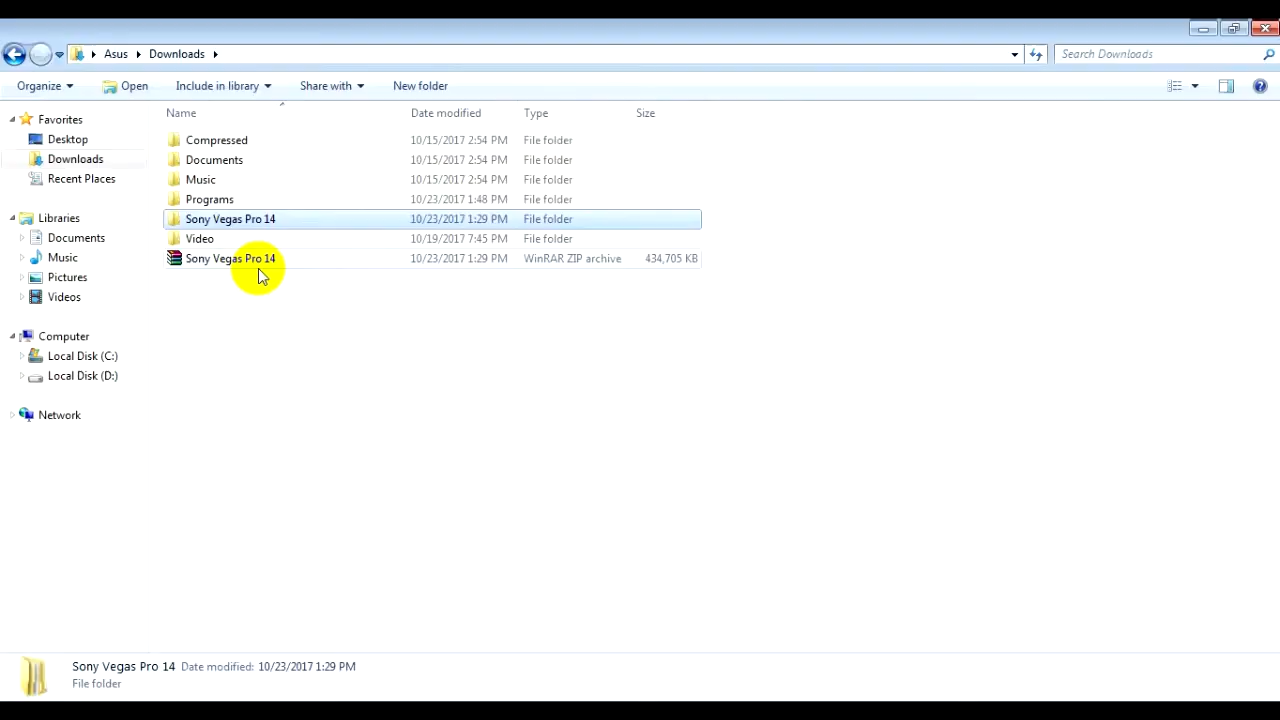 Asus Downloads
Search Downloads
Organize Open Include in library Share with New folder
Name Date modified Type Size
Favorites
Desktop
Downloads
Recent Places
Libraries
Documents
Music
Pictures
Videos
Computer
Local Disk (C:)
Local Disk (D:)
Network
Compressed 10/15/2017 2:54 PM File folder
Documents 10/15/2017 2:54 PM File folder
Music 10/15/2017 2:54 PM File folder
Programs 10/23/2017 1:48 PM File folder
Sony Vegas Pro 14 10/23/2017 1:29 PM File folder
Video 10/19/2017 7:45 PM File folder
Sony Vegas Pro 14 10/23/2017 1:29 PM WinRAR ZIP archive 434,705 KB
Sony Vegas Pro 14 Date modified: 10/23/2017 1:29 PM
File folder